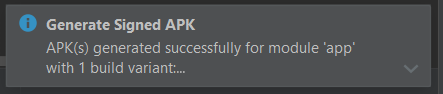 Generate Signed APK
APK(s) generated successfully for module 'app'
with 1 build variant:...